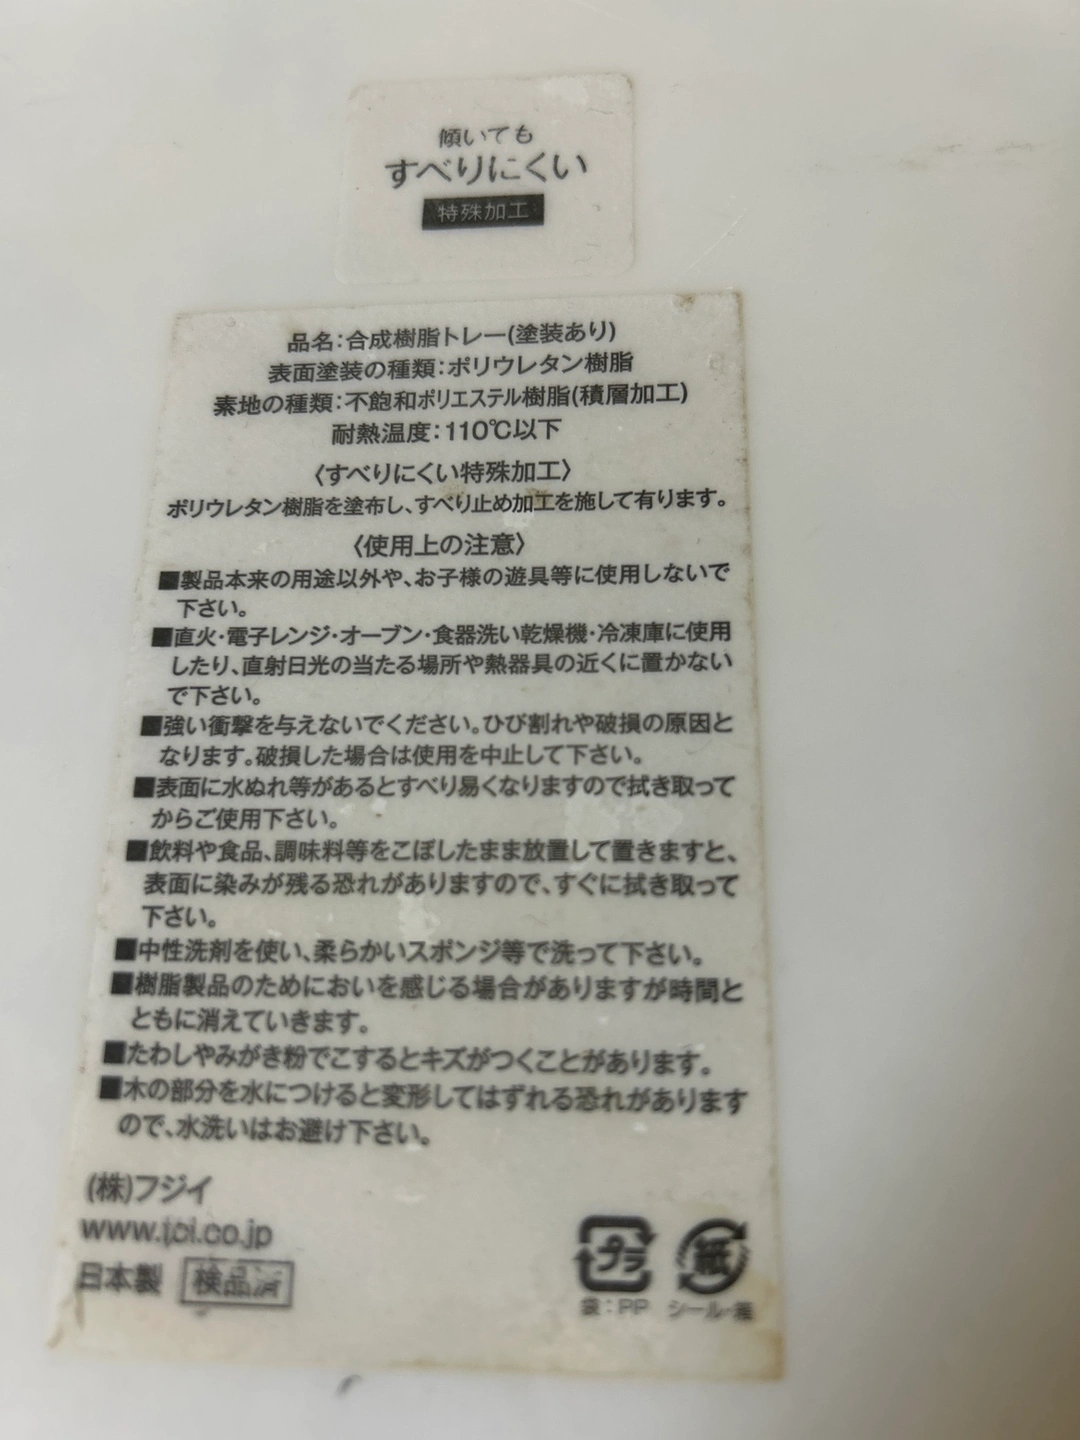 傾いても
すべりにくい
特殊加工
品名:合成樹脂トレー(塗装あり)
表面塗装の種類:ポリウレタン樹脂
素地の種類:不飽和ポリエステル樹脂(積層加工)
耐熱温度:110℃以下
〈すべりにくい特殊加工〉
ポリウレタン樹脂を塗布し、すべり止め加工を施して有ります。
〈使用上の注意〉
■製品本来の用途以外や、お子様の遊具等に使用しないで
下さい。
■直火・電子レンジ・オーブン・食器洗い乾燥機・冷凍庫に使用
したり、直射日光の当たる場所や熱器具の近くに置かない
で下さい。
■強い衝撃を与えないでください。ひび割れや破損の原因と
なります。破損した場合は使用を中止して下さい。
■表面に水ぬれ等があるとすべり易くなりますので拭き取って
からご使用下さい。
■飲料や食品、調味料等をこぼしたまま放置して置きますと、
表面に染みが残る恐れがありますので、すぐに拭き取って
下さい。
■中性洗剤を使い、柔らかいスポンジ等で洗って下さい。
■樹脂製品のためにおいを感じる場合がありますが時間と
ともに消えていきます。
■たわしやみがき粉でこするとキズがつくことがあります。
■木の部分を水につけると変形してはずれる恐れがあります
ので、水洗いはお避け下さい。
(株)フジイ
日本製 検品済
プラ 紙
袋:PP シール・